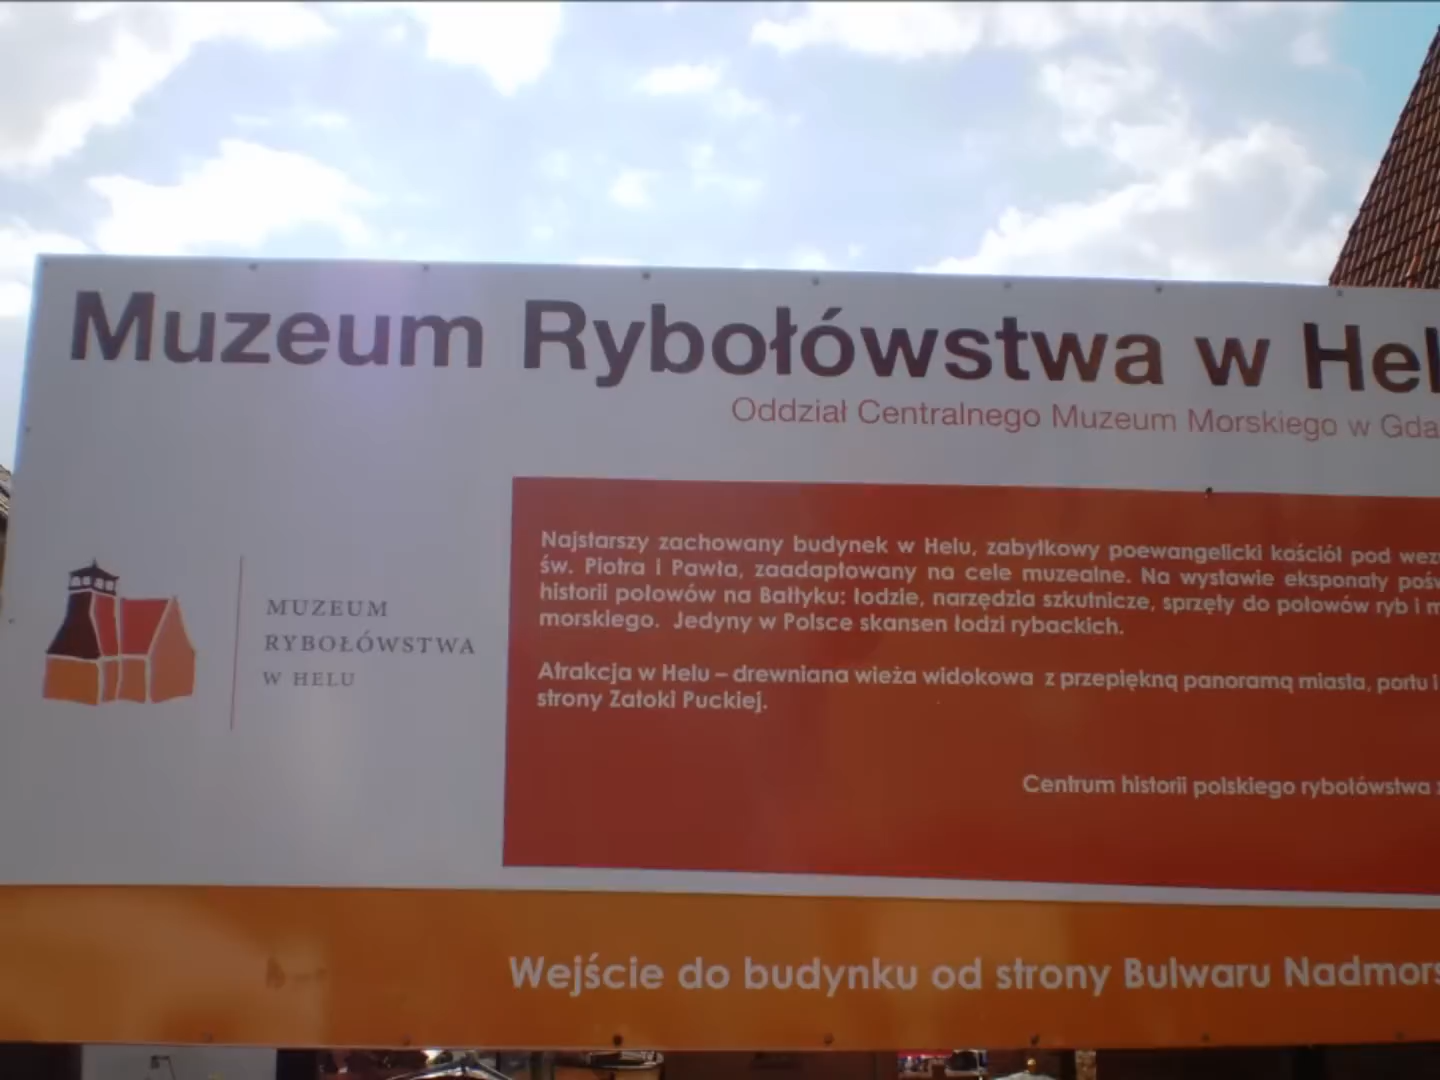 Muzeum Rybołówstwa w Hel
Oddział Centralnego Muzeum Morskiego w Gda
MUZEUM
RYBOŁÓWSTWA
W HELU
Najstarszy zachowany budynek w Helu, zabytkowy poewangelicki kościół pod wez
św. Piotra i Pawła, zaadaptowany na cele muzealne. Na wystawie eksponaty pośw
historii połowów na Bałtyku: łodzie, narzędzia szkutnicze, sprzęty do połowów ryb i m
morskiego. Jedyny w Polsce skansen łodzi rybackich.
Atrakcja w Helu – drewniana wieża widokowa z przepiękną panoramą miasta, portu i
strony Zatoki Puckiej.
Centrum historii polskiego rybołówstwa z
Wejście do budynku od strony Bulwaru Nadmors